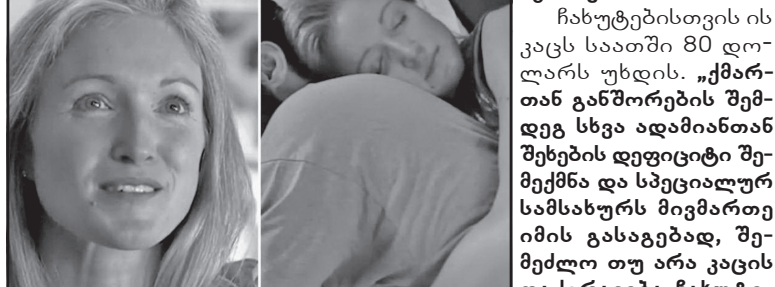 ჩახუტებისთვის ის
კაცს საათში 80 დო-
ლარს უხდის. „ქმარ-
თან განშორების შემ-
დეგ სხვა ადამიანთან
შეხების დეფიციტი შე-
მექმნა და სპეციალურ
სამსახურს მივმართე
იმის გასაგებად, შე-
მეძლო თუ არა კაცის